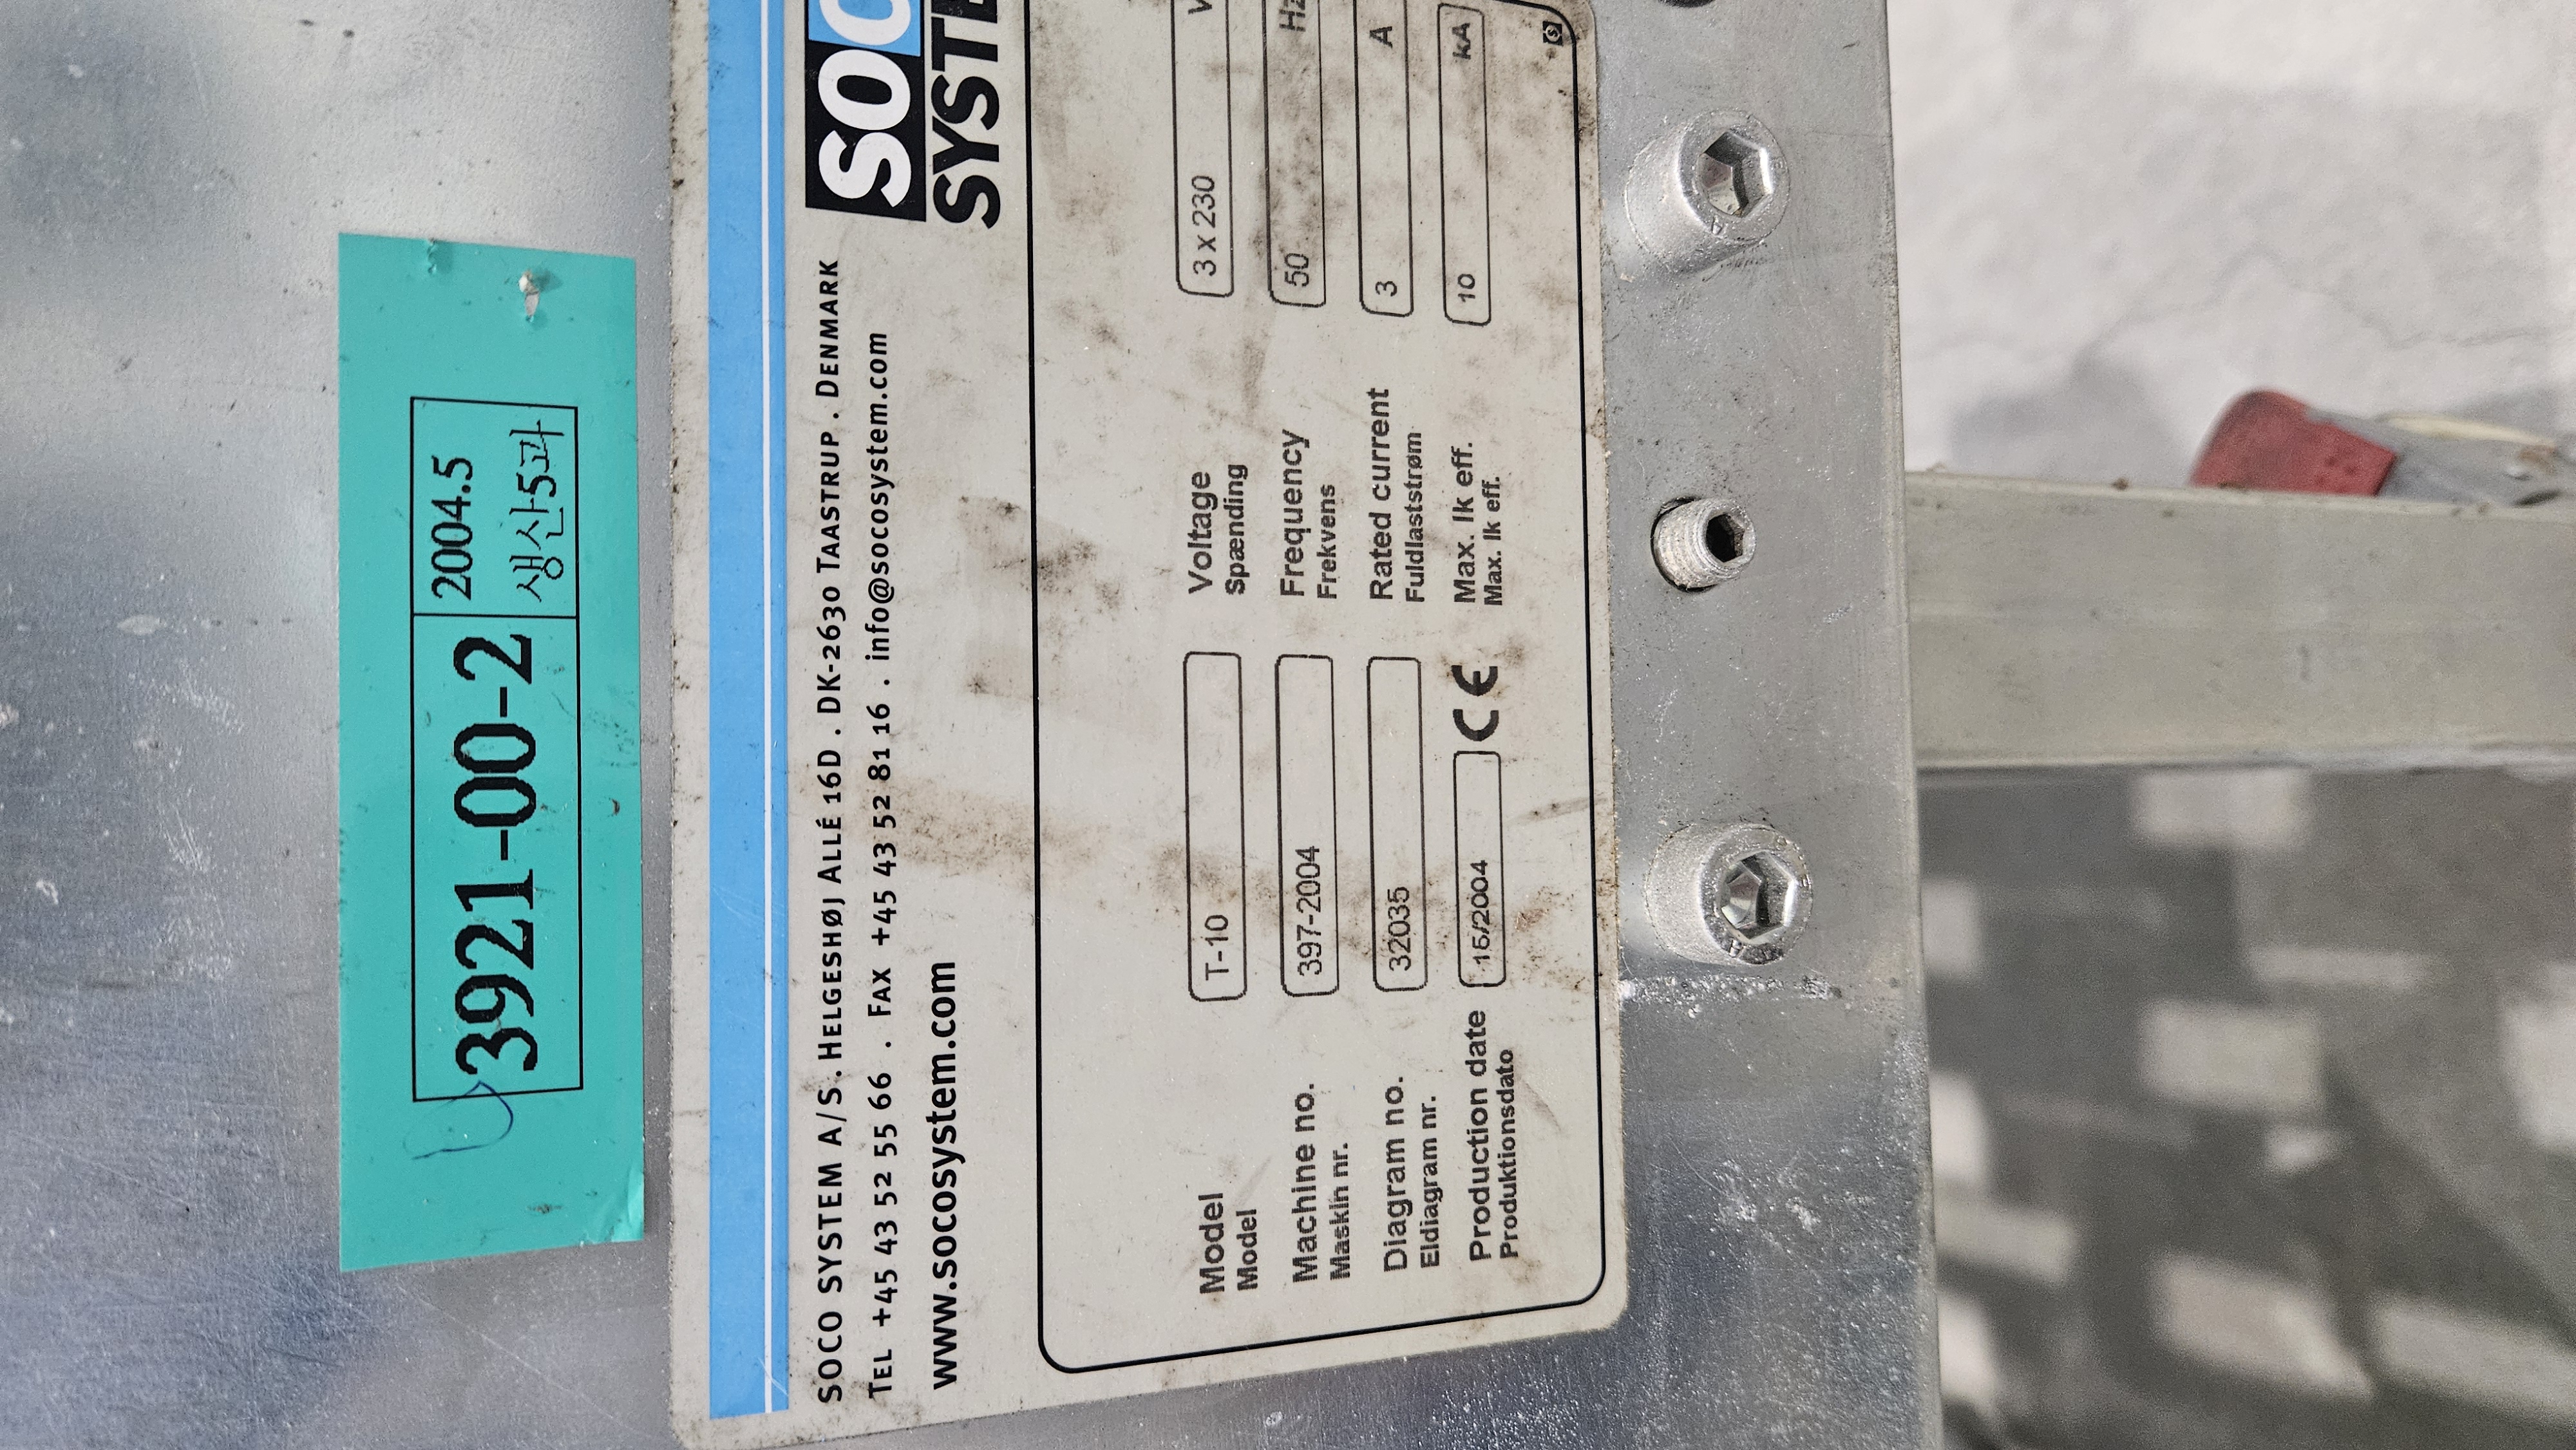 3921-00-2
2004.5
생산5과
SOCO SYSTEM A/S . HELGESHØJ ALLÉ 16D . DK-2630 TAASTRUP . DENMARK
TEL +45 43 52 55 66 . FAX +45 43 52 81 16 . info@socosystem.com
www.socosystem.com
SOC
SYSTE
Model T-10
Model
Machine no. 397-2004
Maskin nr.
Diagram no. 32035
Eldiagram nr.
Production date 15/2004 CE
Produktionsdato
Voltage 3 x 230 V
Spænding
Frequency 50 Hz
Frekvens
Rated current 3 A
Fuldlaststrøm
Max. Ik eff. 10 kA
Max. Ik eff.